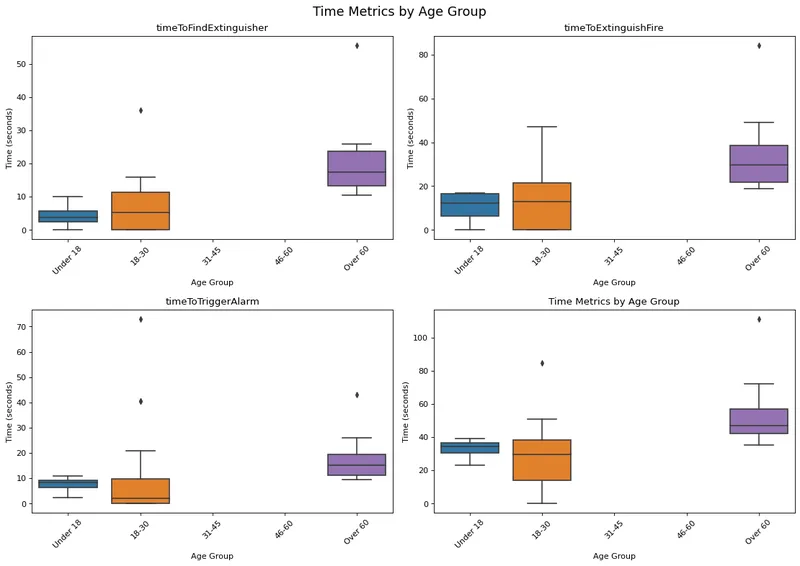 Time Metrics by Age Group
timeToFindExtinguisher
Time (seconds)
50
40
30
20
10
0
Under 18
18-30
31-45
46-60
Over 60
Age Group
timeToExtinguishFire
Time (seconds)
80
60
40
20
0
Under 18
18-30
31-45
46-60
Over 60
Age Group
timeToTriggerAlarm
Time (seconds)
70
60
50
40
30
20
10
0
Under 18
18-30
31-45
46-60
Over 60
Age Group
Time Metrics by Age Group
Time (seconds)
100
80
60
40
20
0
Under 18
18-30
31-45
46-60
Over 60
Age Group